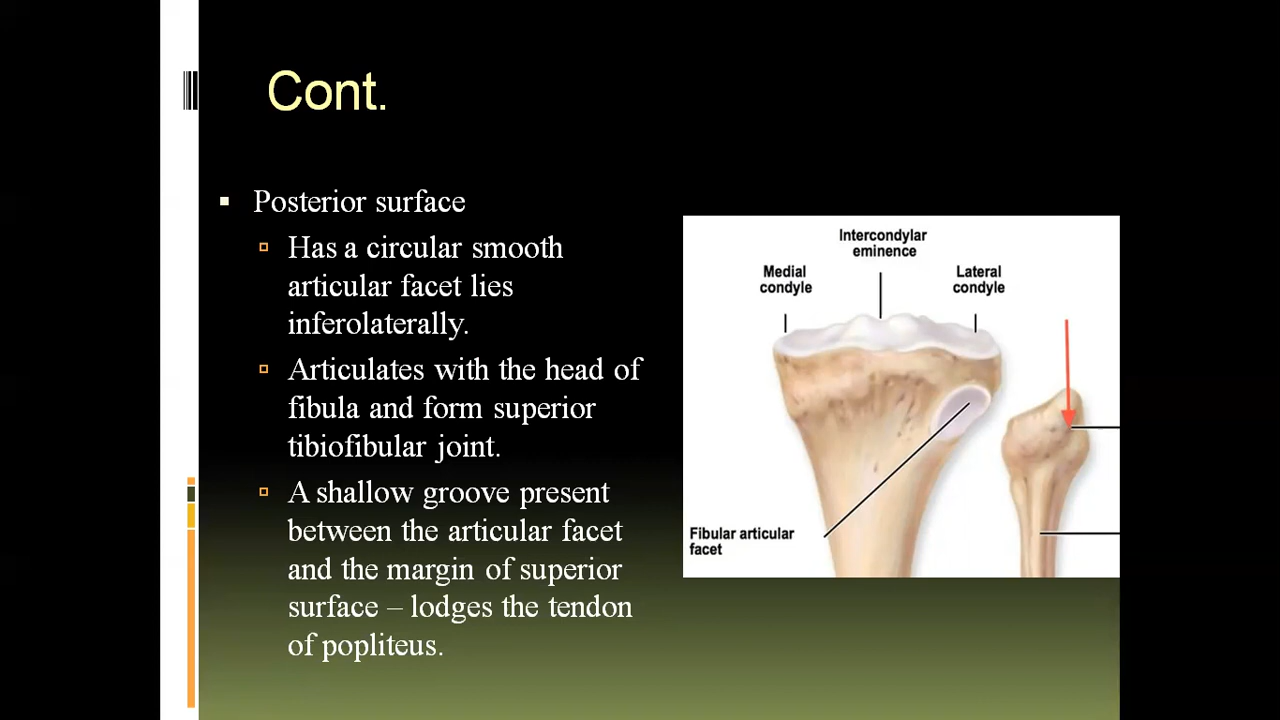 Cont.
Posterior surface
Has a circular smooth
articular facet lies
inferolaterally.
Articulates with the head of
fibula and form superior
tibiofibular joint.
A shallow groove present
between the articular facet
and the margin of superior
surface – lodges the tendon
of popliteus.
Intercondylar
eminence
Medial
condyle
Lateral
condyle
Fibular articular
facet